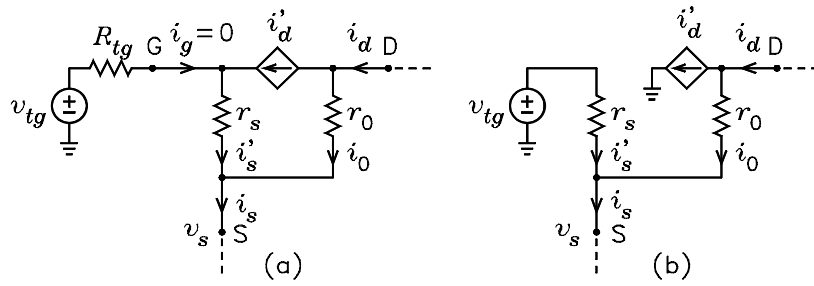 R_tg G i_g=0 i'_d i_d D
v_tg ± r_s r_0
i'_s i_0
i_s
v_s S
(a)
i'_d i_d D
v_tg ± r_s r_0
i'_s i_0
i_s
v_s S
(b)